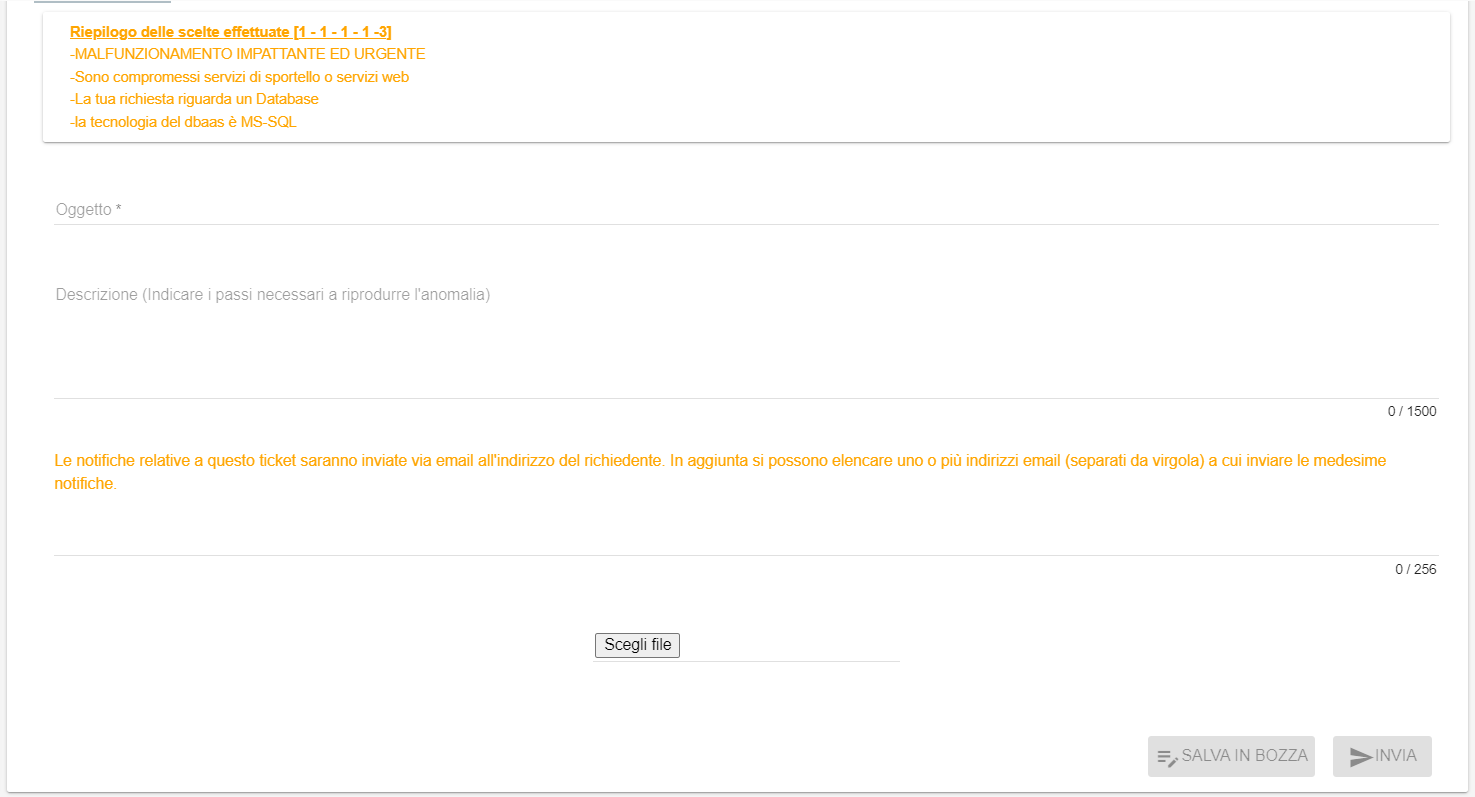 Riepilogo delle scelte effettuate [1 - 1 - 1 - 1 -3]
-MALFUNZIONAMENTO IMPATTANTE ED URGENTE
-Sono compromessi servizi di sportello o servizi web
-La tua richiesta riguarda un Database
-la tecnologia del dbaas è MS-SQL
Oggetto *
Descrizione (Indicare i passi necessari a riprodurre l'anomalia)
0 / 1500
Le notifiche relative a questo ticket saranno inviate via email all'indirizzo del richiedente. In aggiunta si possono elencare uno o più indirizzi email (separati da virgola) a cui inviare le medesime
notifiche.
0 / 256
Scegli file
SALVA IN BOZZA INVIA